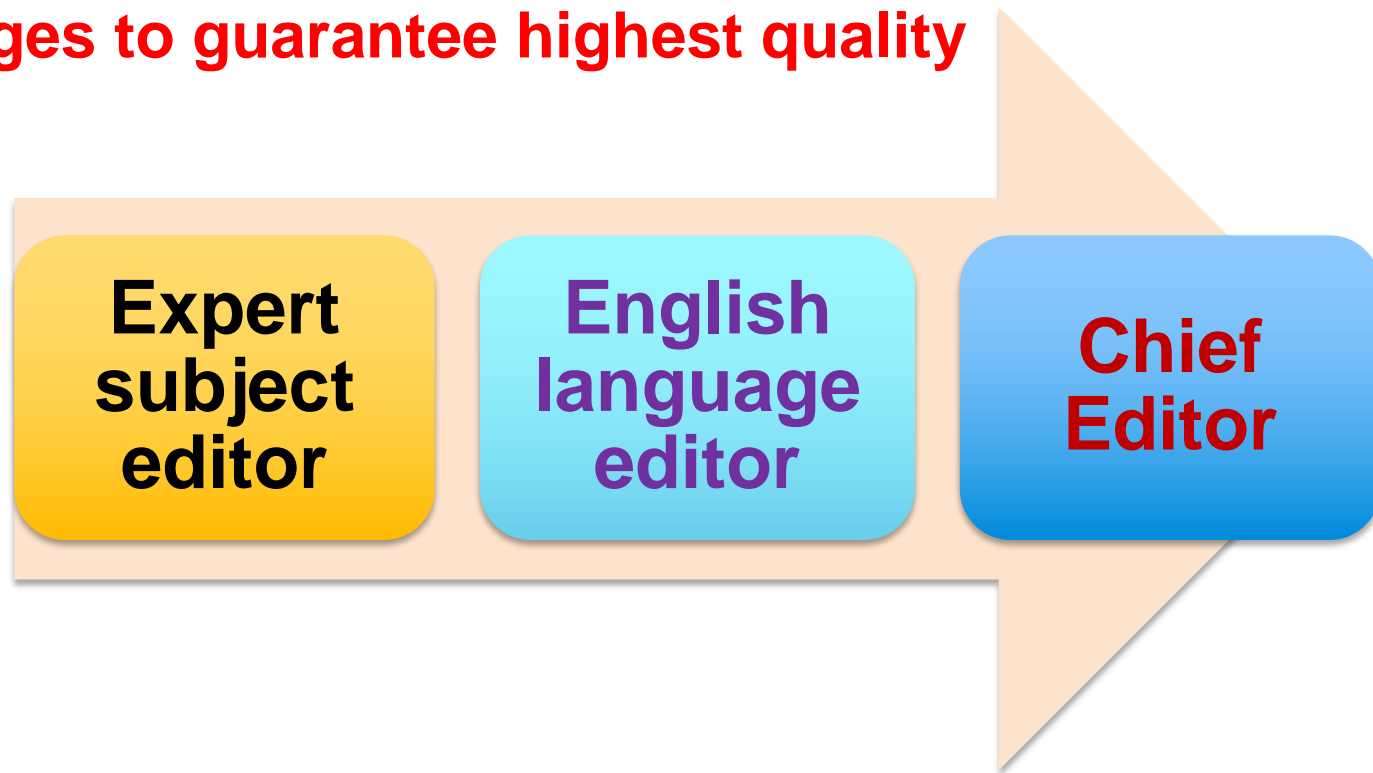 ges to guarantee highest quality
Expert
subject
editor
English
language
editor
Chief
Editor